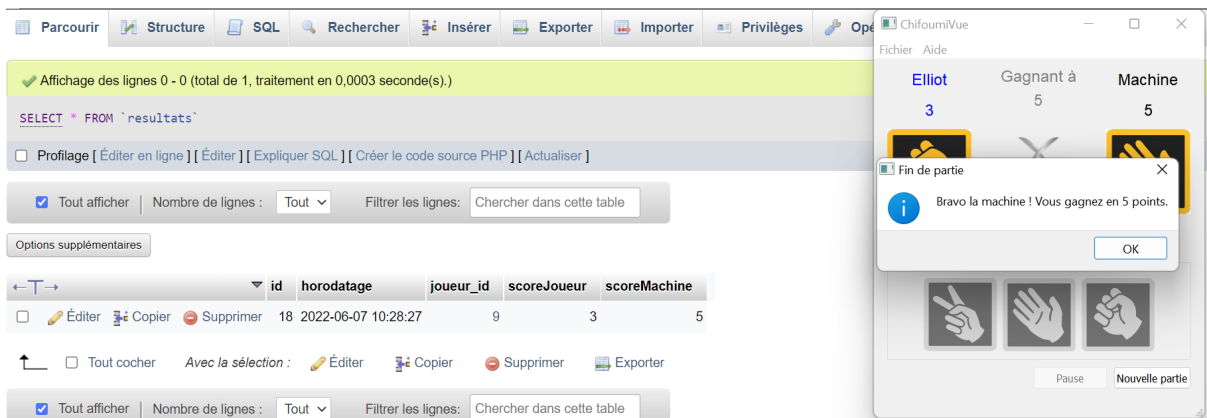 Parcourir Structure SQL Rechercher Insérer Exporter Importer Privilèges Opé
Affichage des lignes 0 - 0 (total de 1, traitement en 0,0003 seconde(s).)
SELECT * FROM `resultats`
Profilage [ Éditer en ligne ] [ Éditer ] [ Expliquer SQL ] [ Créer le code source PHP ] [ Actualiser ]
Tout afficher | Nombre de lignes : Tout Filtrer les lignes: Chercher dans cette table
Options supplémentaires
←T→ id horodatage joueur_id scoreJoueur scoreMachine
Éditer Copier Supprimer 18 2022-06-07 10:28:27 9 3 5
Tout cocher Avec la sélection : Éditer Copier Supprimer Exporter
Tout afficher | Nombre de lignes : Tout Filtrer les lignes: Chercher dans cette table
ChifoumiVue
Fichier Aide
Elliot Gagnant à Machine
3 5 5
Fin de partie
Bravo la machine ! Vous gagnez en 5 points.
OK
Pause Nouvelle partie